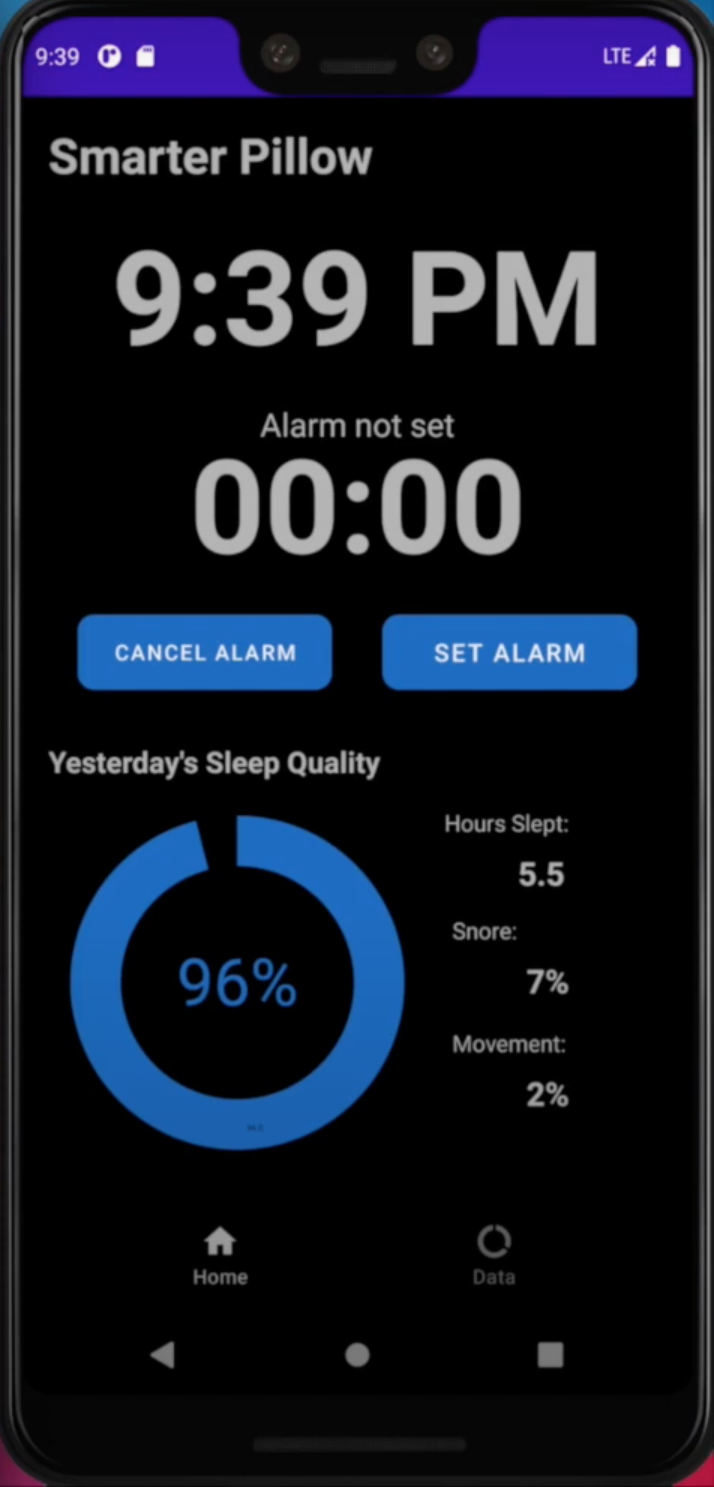 9:39 LTE
Smarter Pillow
9:39 PM
Alarm not set
00:00
CANCEL ALARM SET ALARM
Yesterday's Sleep Quality
Hours Slept:
5.5
Snore:
96%
7%
Movement:
2%
Home Data